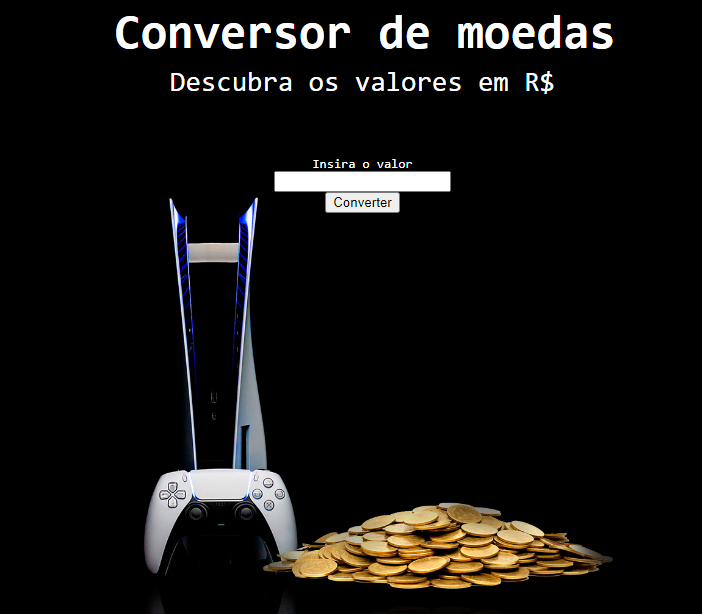 Conversor de moedas
Descubra os valores em R$
Insira o valor
Converter